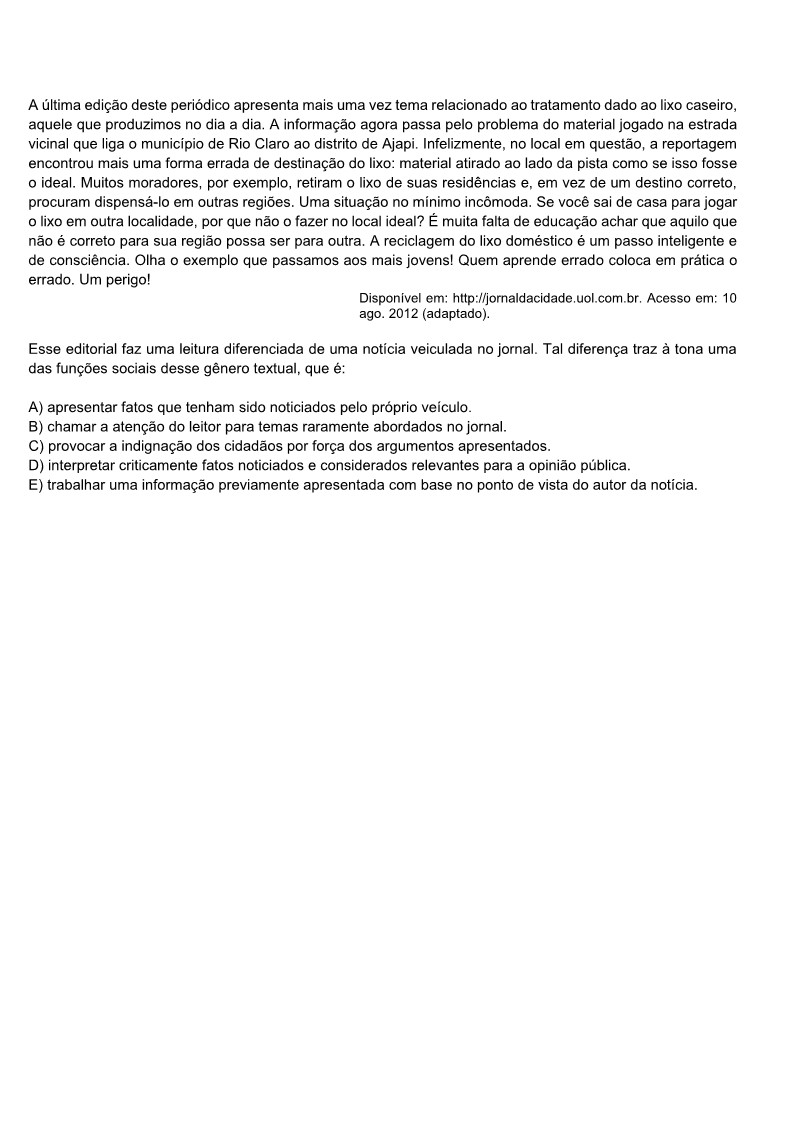 A última edição deste periódico apresenta mais uma vez tema relacionado ao tratamento dado ao lixo caseiro,
aquele que produzimos no dia a dia. A informação agora passa pelo problema do material jogado na estrada
vicinal que liga o município de Rio Claro ao distrito de Ajapi. Infelizmente, no local em questão, a reportagem
encontrou mais uma forma errada de destinação do lixo: material atirado ao lado da pista como se isso fosse
o ideal. Muitos moradores, por exemplo, retiram o lixo de suas residências e, em vez de um destino correto,
procuram dispensá-lo em outras regiões. Uma situação no mínimo incômoda. Se você sai de casa para jogar
o lixo em outra localidade, por que não o fazer no local ideal? É muita falta de educação achar que aquilo que
não é correto para sua região possa ser para outra. A reciclagem do lixo doméstico é um passo inteligente e
de consciência. Olha o exemplo que passamos aos mais jovens! Quem aprende errado coloca em prática o
errado. Um perigo!
Disponível em: http://jornaldacidade.uol.com.br. Acesso em: 10
ago. 2012 (adaptado).
Esse editorial faz uma leitura diferenciada de uma notícia veiculada no jornal. Tal diferença traz à tona uma
das funções sociais desse gênero textual, que é:
A) apresentar fatos que tenham sido noticiados pelo próprio veículo.
B) chamar a atenção do leitor para temas raramente abordados no jornal.
C) provocar a indignação dos cidadãos por força dos argumentos apresentados.
D) interpretar criticamente fatos noticiados e considerados relevantes para a opinião pública.
E) trabalhar uma informação previamente apresentada com base no ponto de vista do autor da notícia.